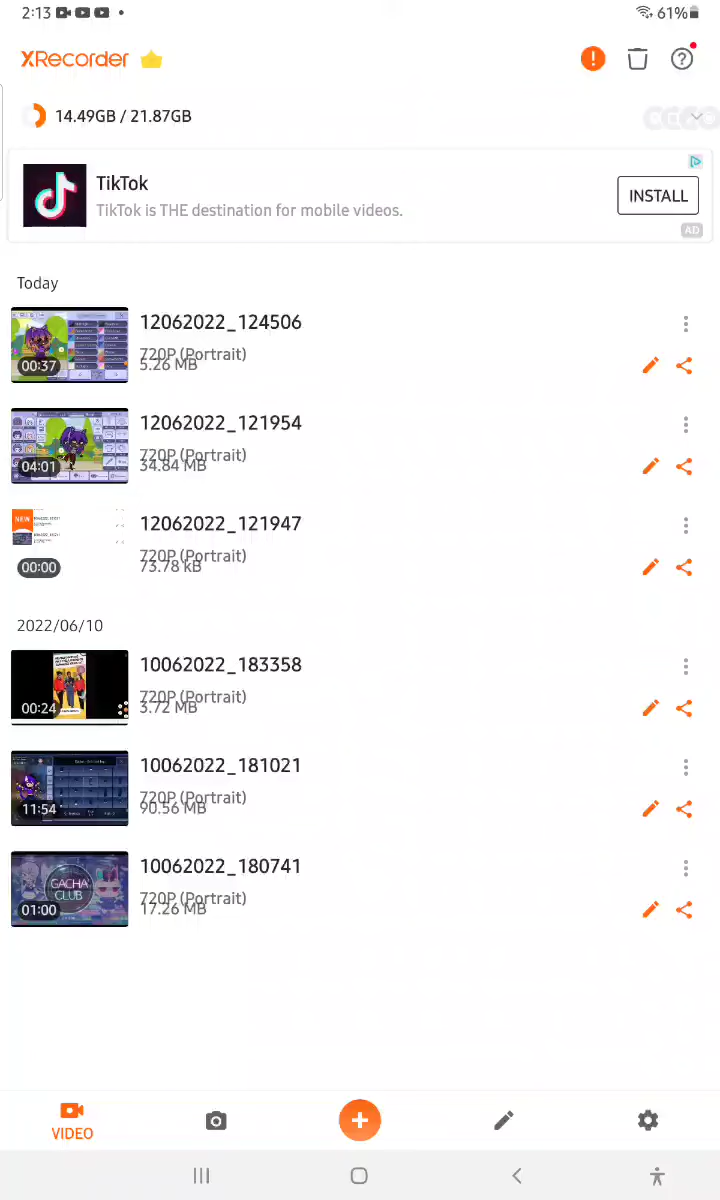 2:13
61%
XRecorder
14.49GB / 21.87GB
TikTok
TikTok is THE destination for mobile videos.
INSTALL
AD
Today
12062022_124506
720P (Portrait)
5.26 MB
00:37
12062022_121954
720P (Portrait)
34.84 MB
04:01
12062022_121947
720P (Portrait)
73.78 kB
NEW
00:00
2022/06/10
10062022_183358
720P (Portrait)
3.72 MB
00:24
10062022_181021
720P (Portrait)
90.56 MB
11:54
10062022_180741
720P (Portrait)
17.26 MB
GACHA
CLUB
01:00
VIDEO